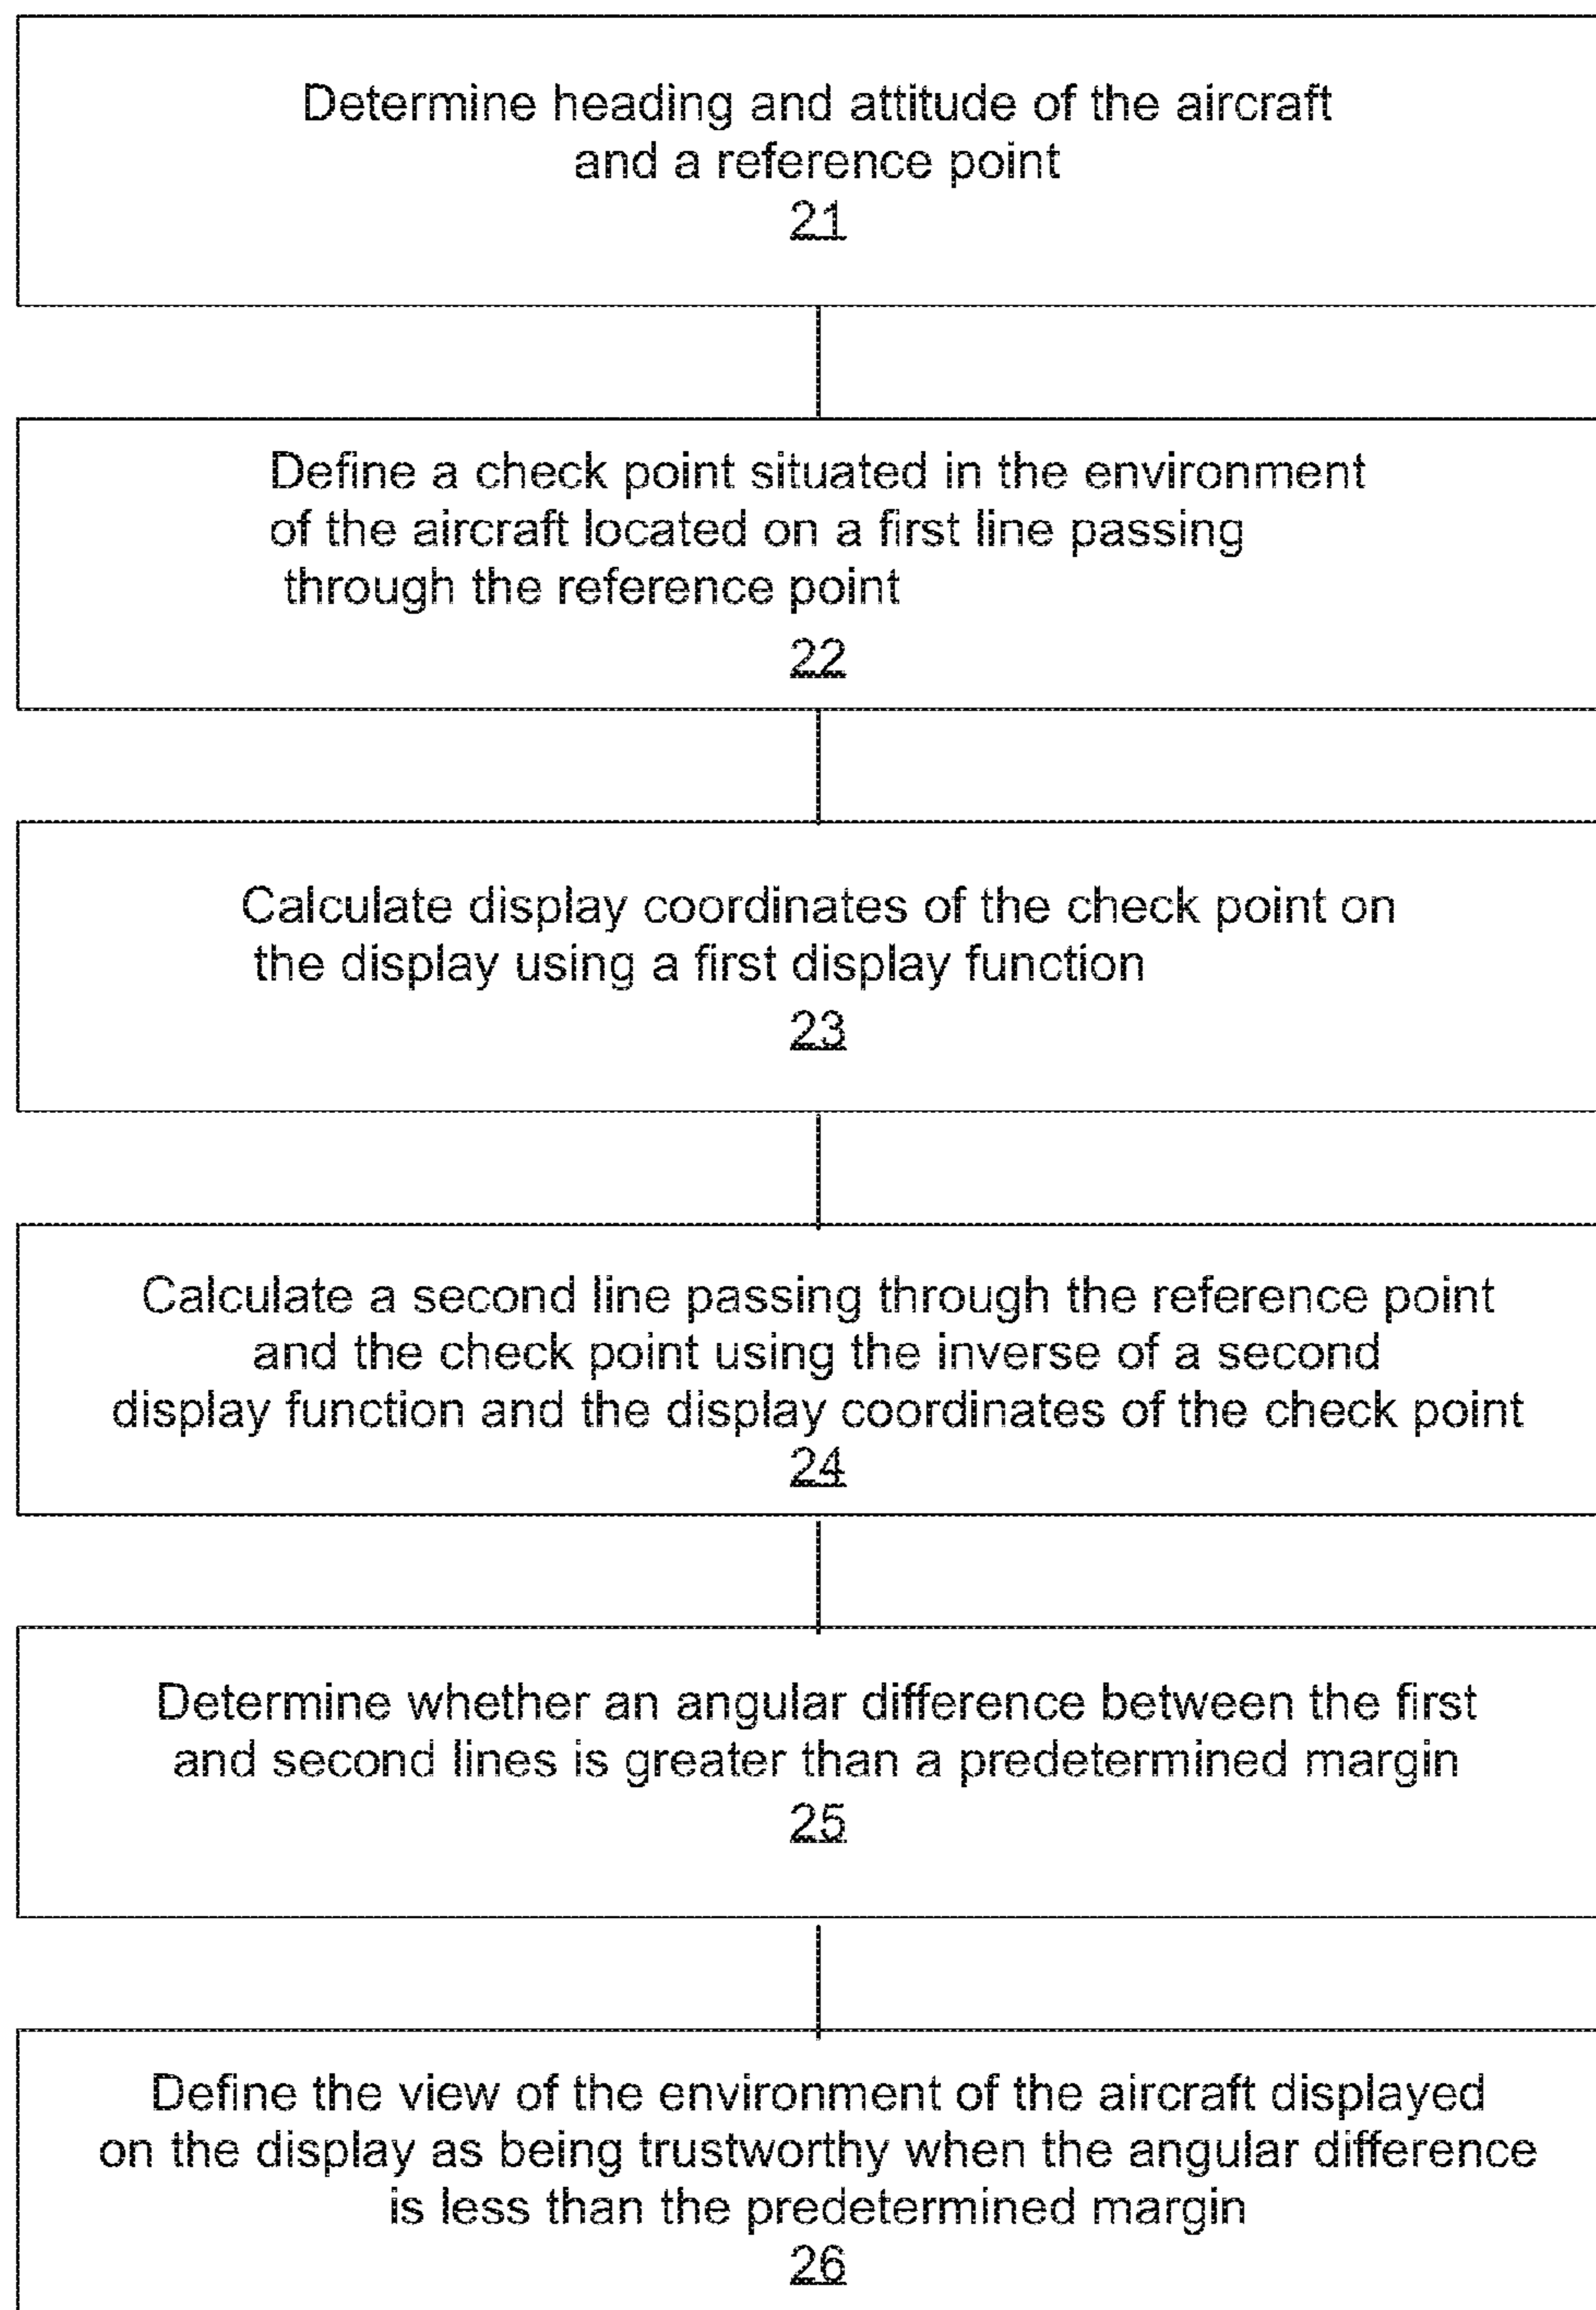 Determine heading and attitude of the aircraft
and a reference point
21
Define a check point situated in the environment
of the aircraft located on a first line passing
through the reference point
22
Calculate display coordinates of the check point on
the display using a first display function
23
Calculate a second line passing through the reference point
and the check point using the inverse of a second
display function and the display coordinates of the check point
24
Determine whether an angular difference between the first
and second lines is greater than a predetermined margin
25
Define the view of the environment of the aircraft displayed
on the display as being trustworthy when the angular difference
is less than the predetermined margin
26